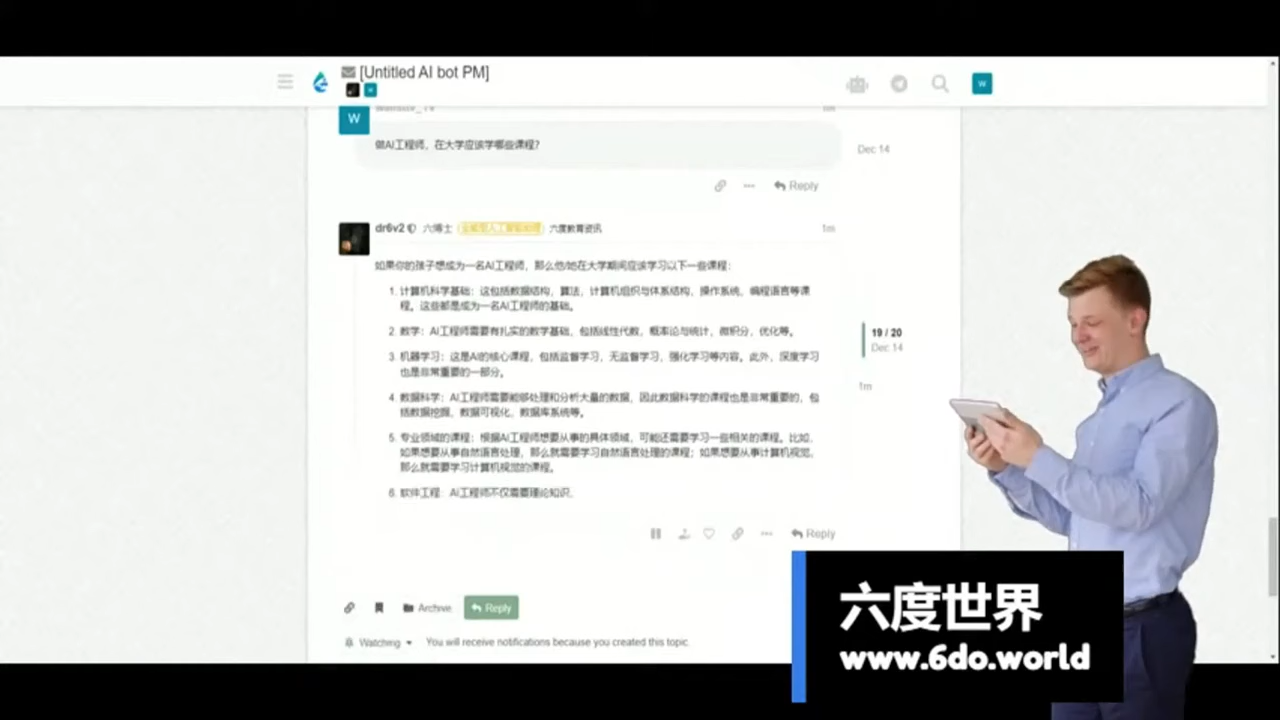 [Untitled AI bot PM]
W
W
做AI工程师，在大学应该学哪些课程？
Dec 14
Reply
dr6v2 六博士 六度教育资讯
1m
如果你的孩子想成为一名AI工程师，那么他/她在大学期间应该学习以下一些课程：
1. 计算机科学基础：这包括数据结构，算法，计算机组织与体系结构，操作系统，编程语言等课
程。这些都是成为一名AI工程师的基础。
2. 数学：AI工程师需要有扎实的数学基础，包括线性代数，概率论与统计，微积分，优化等。
19 / 20
Dec 14
3. 机器学习：这是AI的核心课程，包括监督学习，无监督学习，强化学习等内容。此外，深度学习
也是非常重要的一部分。
1m
4. 数据科学：AI工程师需要能够处理和分析大量的数据，因此数据科学的课程也是非常重要的，包
括数据挖掘，数据可视化，数据库系统等。
5. 专业领域的课程：根据AI工程师想要从事的具体领域，可能还需要学习一些相关的课程。比如，
如果想要从事自然语言处理，那么就需要学习自然语言处理的课程；如果想要从事计算机视觉，
那么就需要学习计算机视觉的课程。
6. 软件工程：AI工程师不仅需要理论知识，
Reply
Archive Reply
Watching You will receive notifications because you created this topic.
六度世界
www.6do.world